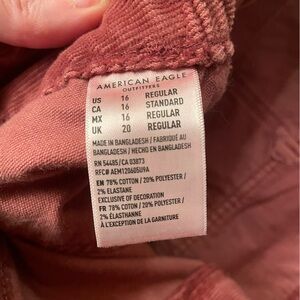 AMERICAN EAGLE
OUTFITTERS
US 16 REGULAR
CA 16 STANDARD
MX 16 REGULAR
UK 20 REGULAR
MADE IN BANGLADESH / FABRIQUÉ AU
BANGLADESH / HECHO EN BANGLADESH
RN 54485/CA 03873
RFC# AEM120605U9A
EN 78% COTTON / 20% POLYESTER /
2% ELASTANE
EXCLUSIVE OF DECORATION
FR 78% COTON / 20% POLYESTER /
2% ÉLASTHANNE
À L'EXCEPTION DE LA GARNITURE